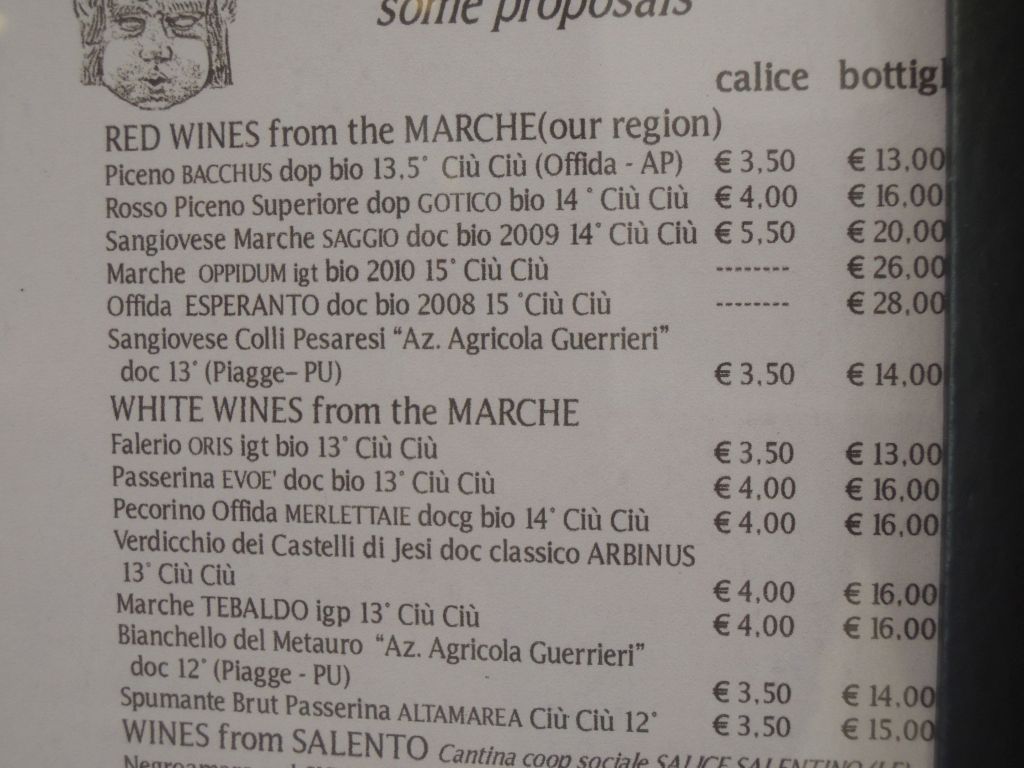 some proposals
calice bottigl
RED WINES from the MARCHE(our region)
Piceno BACCHUS dop bio 13,5° Ciù Ciù (Offida - AP) € 3,50 € 13,00
Rosso Piceno Superiore dop GOTICO bio 14 ° Ciù Ciù € 4,00 € 16,00
Sangiovese Marche SAGGIO doc bio 2009 14° Ciù Ciù € 5,50 € 20,00
Marche OPPIDUM igt bio 2010 15° Ciù Ciù -------- € 26,00
Offida ESPERANTO doc bio 2008 15 °Ciù Ciù -------- € 28,00
Sangiovese Colli Pesaresi “Az. Agricola Guerrieri”
doc 13° (Piagge– PU) € 3,50 € 14,00
WHITE WINES from the MARCHE
Falerio ORIS igt bio 13° Ciù Ciù € 3,50 € 13,00
Passerina EVOE' doc bio 13° Ciù Ciù € 4,00 € 16,00
Pecorino Offida MERLETTAIE docg bio 14° Ciù Ciù € 4,00 € 16,00
Verdicchio dei Castelli di Jesi doc classico ARBINUS
13° Ciù Ciù € 4,00 € 16,00
Marche TEBALDO igp 13° Ciù Ciù € 4,00 € 16,00
Bianchello del Metauro “Az. Agricola Guerrieri”
doc 12° (Piagge - PU) € 3,50 € 14,00
Spumante Brut Passerina ALTAMAREA Ciù Ciù 12° € 3,50 € 15,00
WINES from SALENTO Cantina coop sociale SALICE SALENTINO (LE)